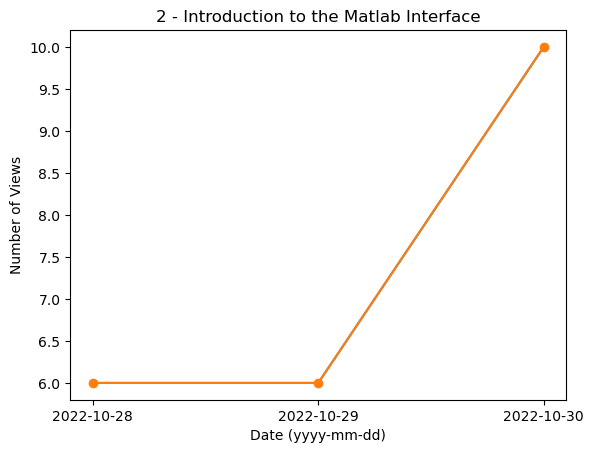 2 - Introduction to the Matlab Interface
10.0
9.5
9.0
8.5
8.0
7.5
7.0
6.5
6.0
Number of Views
2022-10-28 2022-10-29 2022-10-30
Date (yyyy-mm-dd)